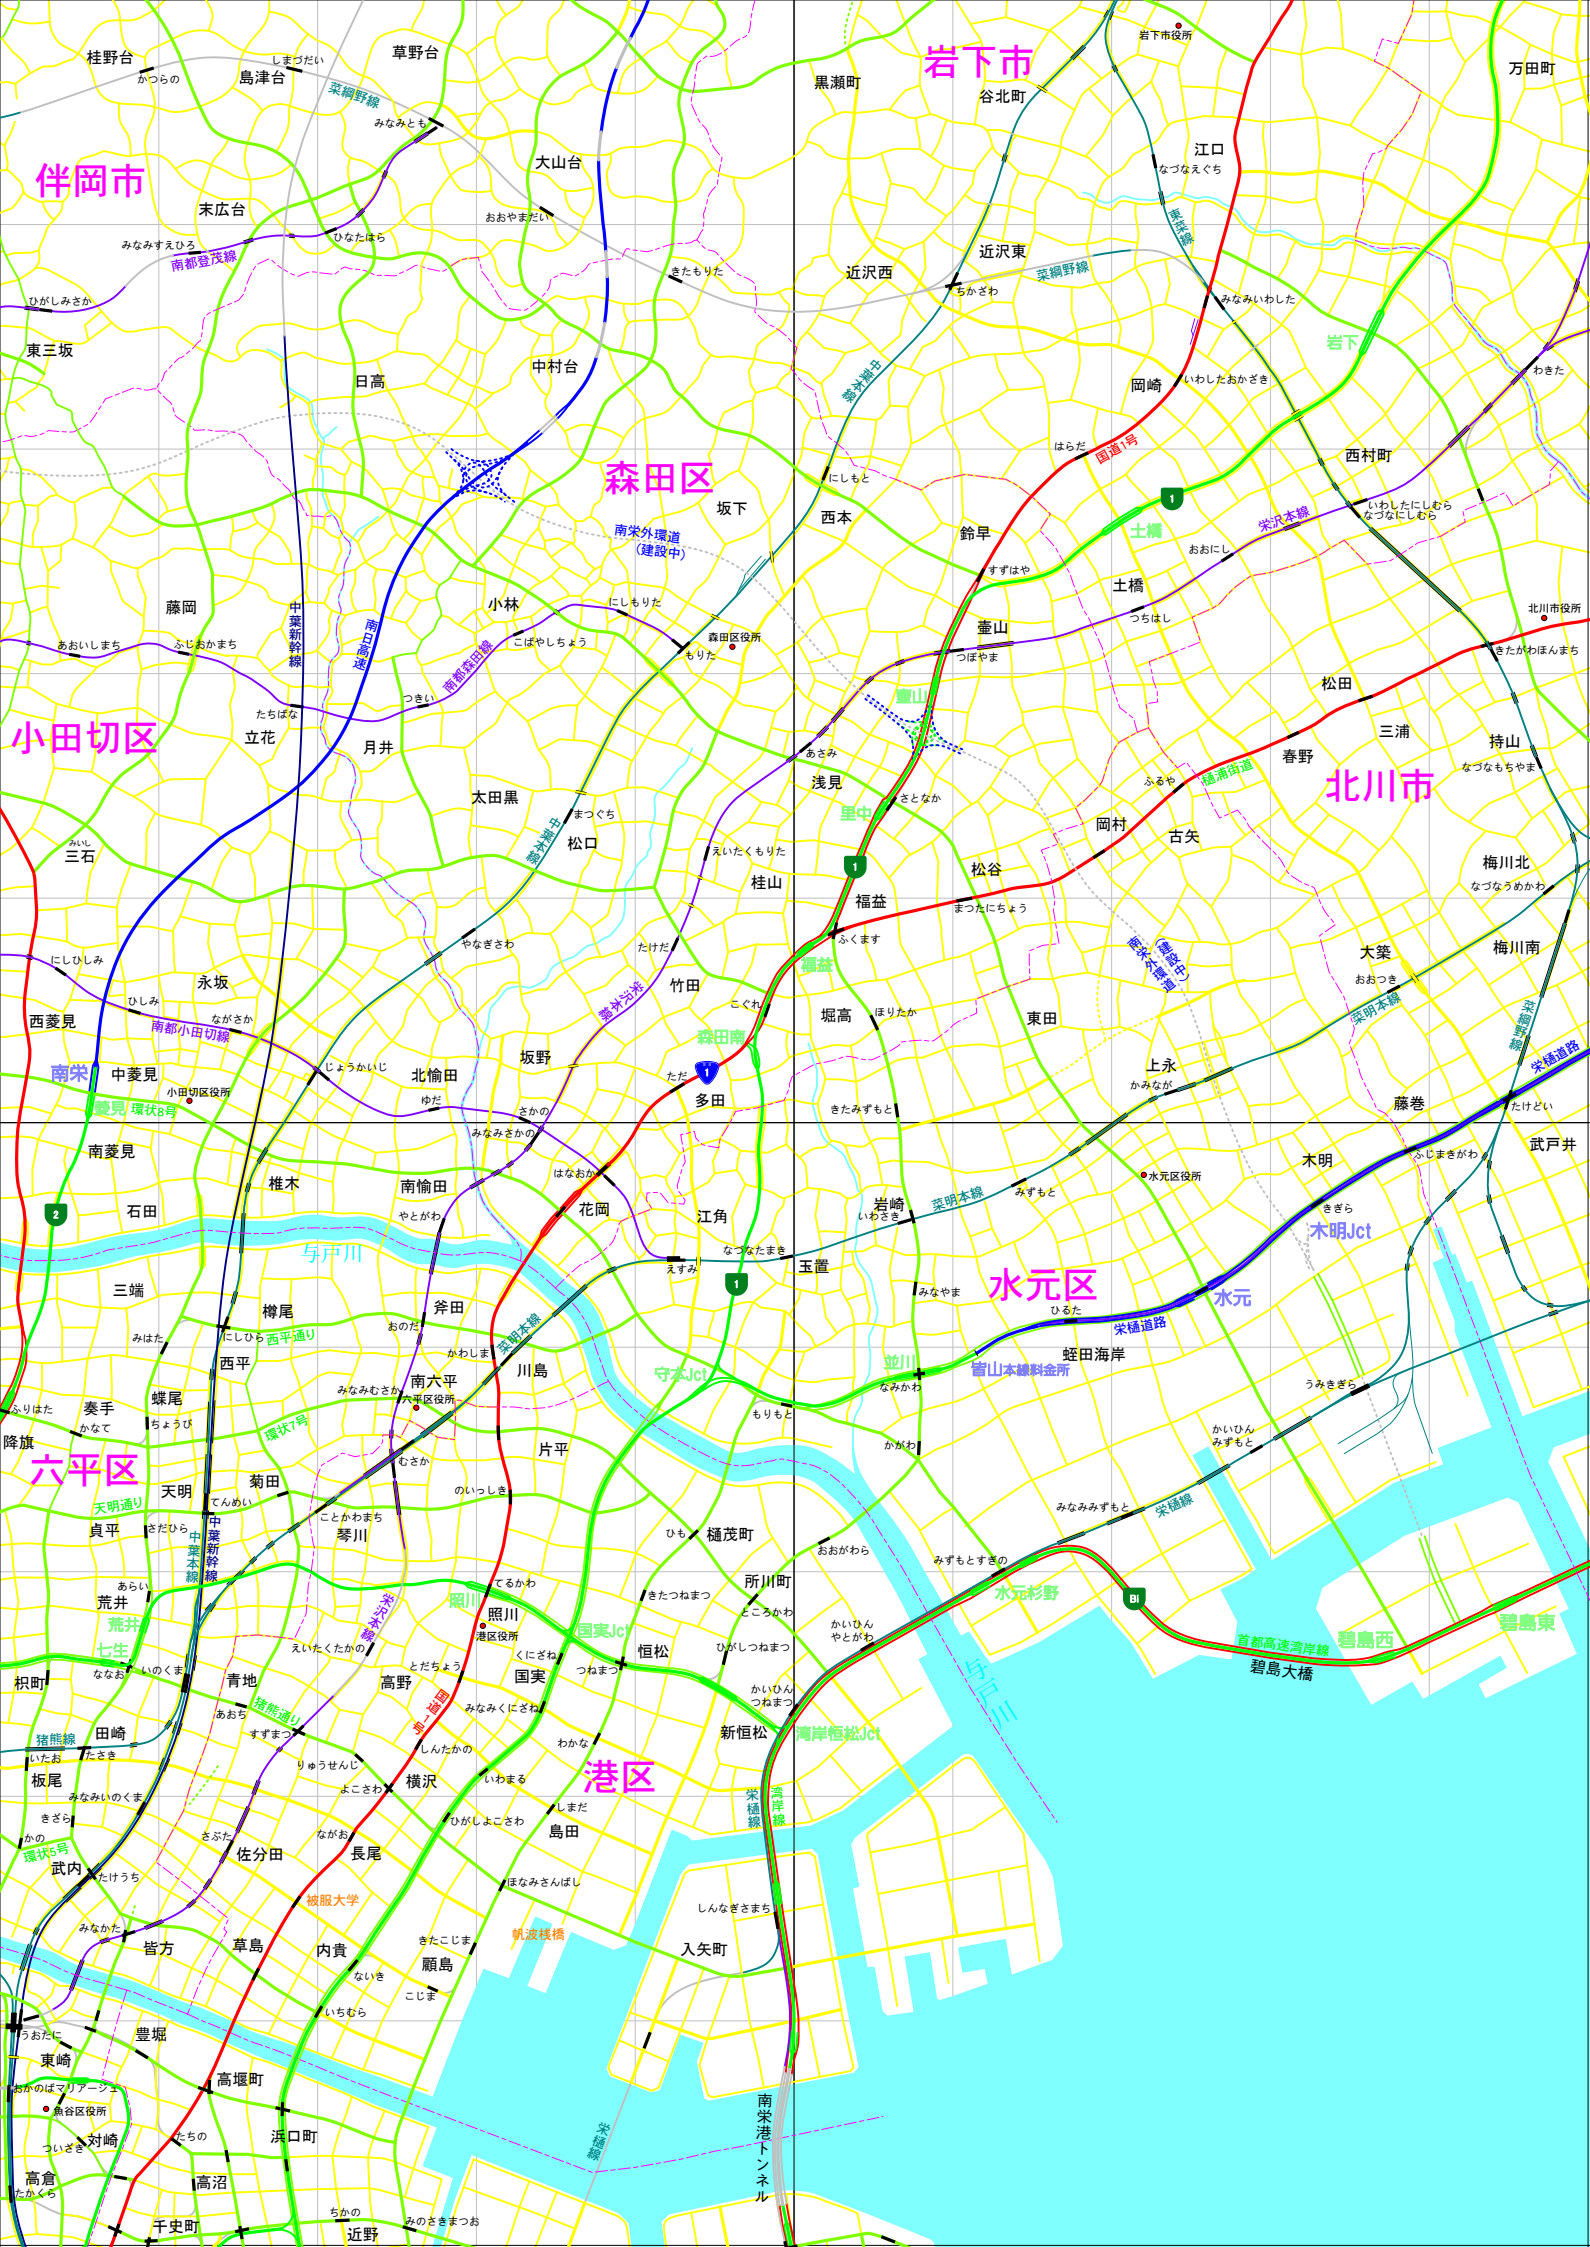 岩下市役所
岩下市
桂野台
しまづだい
草野台
島津台
かつらの
菜綱野線
みなみとも
黒瀬町
谷北町
万田町
江口
なづなえぐち
大山台
伴岡市
末広台
おおやまだい
東菜線
みなみすえひろ
ひなたはら
南都登茂線
近沢東
近沢西
きたもりた
菜綱野線
ちかざわ
みなみいわした
ひがしみさか
東三坂
岩下
日高
中村台
中葉本線
岡崎
いわしたおかざき
わきた
はらだ
国道1号
西村町
森田区
にしもと
坂下
西本
1
いわしたにしむら
なづなにしむら
栄沢本線
南栄外環道
(建設中)
鈴早
土橋
おおにし
すずはや
土橋
藤岡
中葉新幹線
小林
にしもりた
つちはし
北川市役所
南日高速
こばやしちょう
森田区役所
壷山
あおいしまち
ふじおかまち
もりた
つぼやま
きたがわほんまち
南都森田線
松田
つきい
壷山
たちばな
小田切区
立花
月井
三浦
持山
あさみ
春野
なづなもちやま
浅見
樋浦街道
ふるや
北川市
太田黒
里中
さとなか
まつぐち
岡村
古矢
中葉本線
松口
みいし
三石
えいたくもりた
1
松谷
梅川北
桂山
なづなうめかわ
福益
まつたにちょう
やなぎさわ
たけだ
ふくます
梅川南
にしひしみ
福益
南栄外環道
(建設中)
大築
永坂
竹田
おおつき
栄沢本線
ひしみ
こぐれ
西菱見
ながさか
堀高
ほりたか
東田
菜明本線
菜綱野線
南都小田切線
森田南
坂野
栄樋道路
南栄
中菱見
じょうかいじ
北愉田
ただ
1
上永
小田切区役所
かみなが
菱見
環状8号
ゆだ
多田
きたみずもと
藤巻
たけどい
さかの
みなみさかの
南菱見
武戸井
ふじまきがわ
はなおか
木明
椎木
南愉田
水元区役所
菜明本線
みずもと
石田
2
花岡
江角
岩崎
いわさき
きぎら
やとがわ
木明Jct
与戸川
なづなたまき
えすみ
玉置
水元区
三端
1
みなやま
水元
樽尾
斧田
ひるた
栄樋道路
みはた
にしひら
西平通り
おのだ
菜明本線
西平
かわしま
川島
守本Jct
並川
蛭田海岸
皆山本線料金所
なみかわ
うみきぎら
みなみむさか
南六平
蝶尾
六平区役所
ふりはた
奏手
もりもと
かなて
ちょうび
環状7号
かいひん
みずもと
降旗
片平
かがわ
六平区
むさか
天明
菊田
のいっしき
天明通り
てんめい
みなみみずもと
栄樋線
ことかわまち
貞平
さだひら
琴川
ひも
樋茂町
中葉新幹線
中葉本線
おおがわら
みずもとすぎの
あらい
てるかわ
所川町
水元杉野
Bi
荒井
照川
照川
きたつねまつ
荒井
栄沢本線
港区役所
国実Jct
ところかわ
かいひん
やとがわ
碧島東
七生
えいたくたかの
首都高速湾岸線
碧島西
恒松
くにざね
ひがしつねまつ
碧島大橋
ななお
いのくま
とだちょう
国実
つねまつ
与戸川
枳町
青地
高野
かいひん
つねまつ
国道1号
みなみくにざね
あおち
猪熊通り
猪熊線
田崎
すずまつ
新恒松
湾岸恒松Jct
わかな
しんたかの
いたお
たさき
りゅうせんじ
港区
板尾
横沢
いわまる
よこさわ
栄樋線
湾岸線
みなみいのくま
しまだ
きざら
ひがしよこさわ
かの
さぶた
ながお
島田
環状5号
佐分田
長尾
武内
たけうち
ほなみさんばし
被服大学
しんなぎさまち
みなかた
帆波桟橋
きたこじま
皆方
草島
内貴
入矢町
顧島
ないき
こじま
いちむら
うおたに
豊堀
東崎
高堰町
おかのばマリアージュ
魚谷区役所
南栄港トンネル
たちの
浜口町
対崎
ついざき
栄樋線
高倉
高沼
たかくら
ちかの
千史町
近野
みのさきまつお